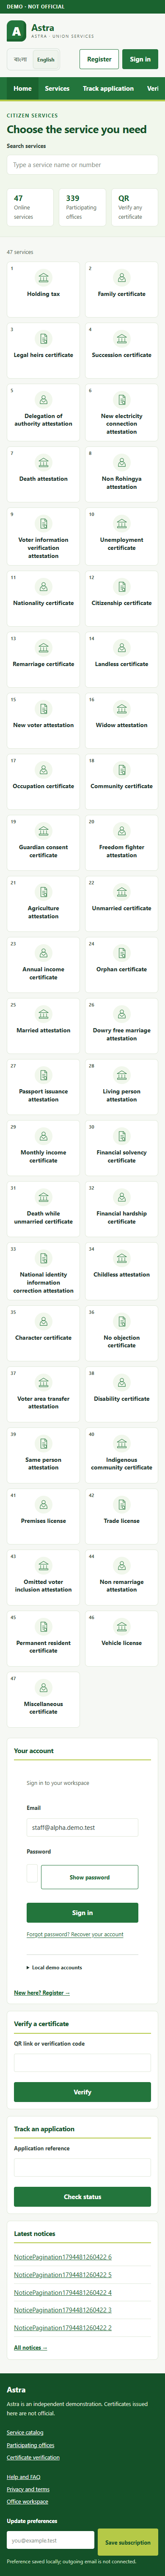 DEMO · NOT OFFICIAL
A
Astra
ASTRA · UNION SERVICES
বাংলা English
Register
Sign in
Home Services Track application
CITIZEN SERVICES
Choose the service you need
Search services
Type a service name or number
47
Online services
339
Participating offices
QR
Verify any certificate
47 services
1
Holding tax
2
Family certificate
3
Legal heirs certificate
4
Succession certificate
5
Delegation of authority attestation
6
New electricity connection attestation
7
Death attestation
8
Non Rohingya attestation
9
Voter information verification attestation
10
Unemployment certificate
11
Nationality certificate
12
Citizenship certificate
13
Remarriage certificate
14
Landless certificate
15
New voter attestation
16
Widow attestation
17
Occupation certificate
18
Community certificate
19
Guardian consent certificate
20
Freedom fighter attestation
21
Agriculture attestation
22
Unmarried certificate
23
Annual income certificate
24
Orphan certificate
25
Married attestation
26
Dowry free marriage attestation
27
Passport issuance attestation
28
Living person attestation
29
Monthly income certificate
30
Financial solvency certificate
31
Death while unmarried certificate
32
Financial hardship certificate
33
National identity information correction attestation
34
Childless attestation
35
Character certificate
36
No objection certificate
37
Voter area transfer attestation
38
Disability certificate
39
Same person attestation
40
Indigenous community certificate
41
Premises license
42
Trade license
43
Omitted voter inclusion attestation
44
Non remarriage attestation
45
Permanent resident certificate
46
Vehicle license
47
Miscellaneous certificate
Your account
Sign in to your workspace
Email
staff@alpha.demo.test
Password
Show password
Sign in
Forgot password? Recover your account
▶ Local demo accounts
New here? Register →
Verify a certificate
QR link or verification code
Verify
Track an application
Application reference
Check status
Latest notices
NoticePagination1794481260422 6
NoticePagination1794481260422 5
NoticePagination1794481260422 4
NoticePagination1794481260422 3
NoticePagination1794481260422 2
All notices →
Astra
Astra is an independent demonstration. Certificates issued here are not official.
Service catalog
Participating offices
Certificate verification
Help and FAQ
Privacy and terms
Office workspace
Update preferences
you@example.test
Save subscription
Preference saved locally; outgoing email is not connected.